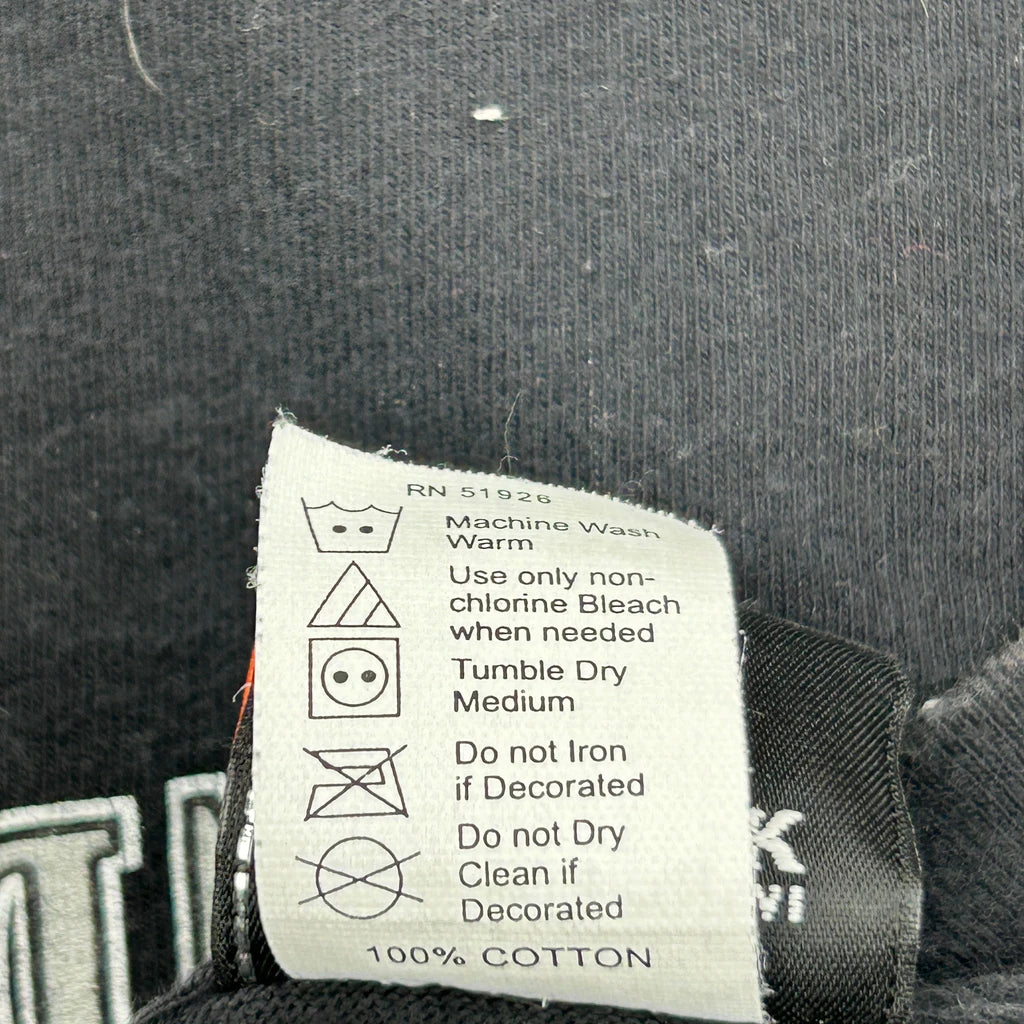 RN 51926
Machine Wash
Warm
Use only non-
chlorine Bleach
when needed
Tumble Dry
Medium
Do not Iron
if Decorated
Do not Dry
Clean if
Decorated
100% COTTON